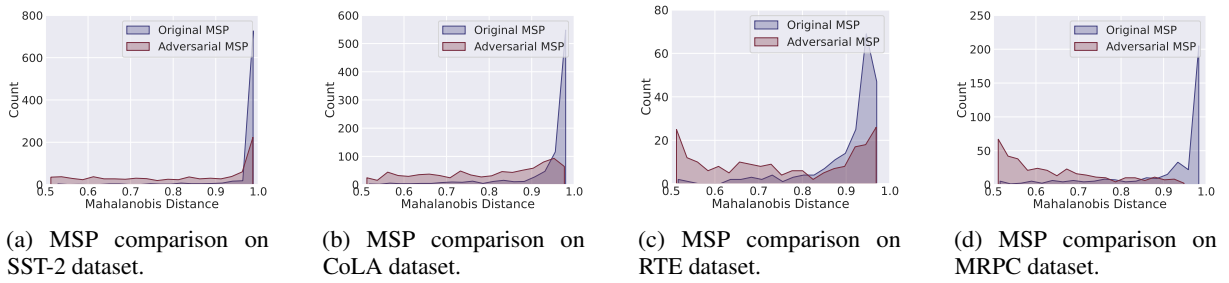 800
600
400
200
0
Count
0.5 0.6 0.7 0.8 0.9 1.0
Mahalanobis Distance
Original MSP
Adversarial MSP
(a) MSP comparison on
SST-2 dataset.
600
500
400
300
200
100
0
Count
0.5 0.6 0.7 0.8 0.9 1.0
Mahalanobis Distance
Original MSP
Adversarial MSP
(b) MSP comparison on
CoLA dataset.
80
60
40
20
0
Count
0.5 0.6 0.7 0.8 0.9 1.0
Mahalanobis Distance
Original MSP
Adversarial MSP
(c) MSP comparison on
RTE dataset.
250
200
150
100
50
0
Count
0.5 0.6 0.7 0.8 0.9 1.0
Mahalanobis Distance
Original MSP
Adversarial MSP
(d) MSP comparison on
MRPC dataset.